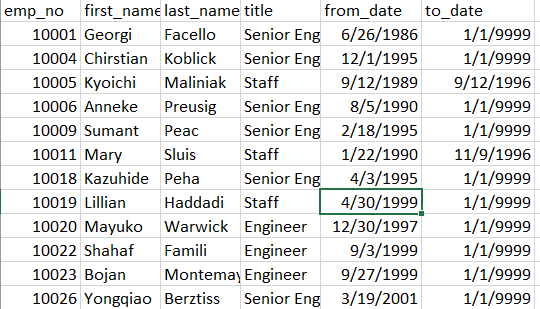 emp_no first_name last_name title from_date to_date
10001 Georgi Facello Senior Eng 6/26/1986 1/1/9999
10004 Chirstian Koblick Senior Eng 12/1/1995 1/1/9999
10005 Kyoichi Maliniak Staff 9/12/1989 9/12/1996
10006 Anneke Preusig Senior Eng 8/5/1990 1/1/9999
10009 Sumant Peac Senior Eng 2/18/1995 1/1/9999
10011 Mary Sluis Staff 1/22/1990 11/9/1996
10018 Kazuhide Peha Senior Eng 4/3/1995 1/1/9999
10019 Lillian Haddadi Staff 4/30/1999 1/1/9999
10020 Mayuko Warwick Engineer 12/30/1997 1/1/9999
10022 Shahaf Famili Engineer 9/3/1999 1/1/9999
10023 Bojan Montemay Engineer 9/27/1999 1/1/9999
10026 Yongqiao Berztiss Senior Eng 3/19/2001 1/1/9999